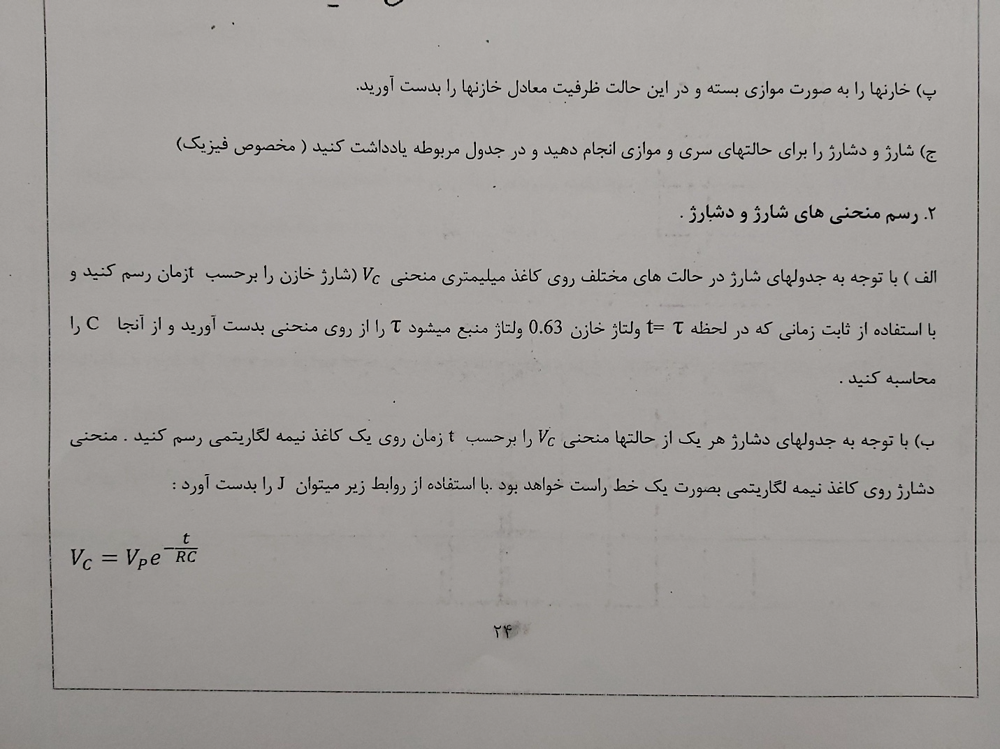 پ) خارنها را به صورت موازی بسته و در این حالت ظرفیت معادل خازنها را بدست آورید.
ج) شارژ و دشارژ را برای حالتهای سری و موازی انجام دهید و در جدول مربوطه یادداشت کنید ( مخصوص فیزیک)
۲. رسم منحنی های شارژ و دشارژ .
الف ) با توجه به جدولهای شارژ در حالت های مختلف روی کاغذ میلیمتری منحنی V_C (شارژ خازن را برحسب tزمان رسم کنید و
با استفاده از ثابت زمانی که در لحظه t= τ ولتاژ خازن 0.63 ولتاژ منبع میشود τ را از روی منحنی بدست آورید و از آنجا C را
محاسبه کنید .
ب) با توجه به جدولهای دشارژ هر یک از حالتها منحنی V_C را برحسب t زمان روی یک کاغذ نیمه لگاریتمی رسم کنید . منحنی
دشارژ روی کاغذ نیمه لگاریتمی بصورت یک خط راست خواهد بود .با استفاده از روابط زیر میتوان J را بدست آورد :
V_C = V_P e^{-\frac{t}{RC}}
۲۴